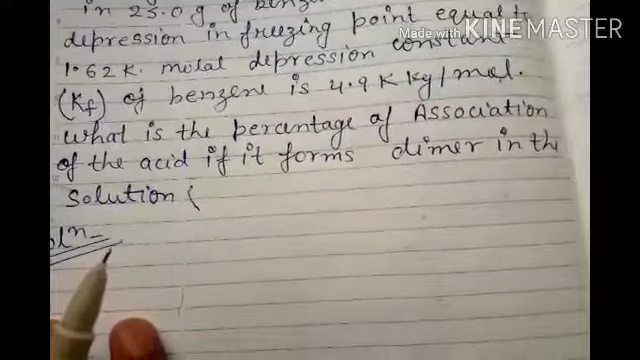 in 25.0 g of benz
depression in freezing point equal to
1.62 K. molal depression constant
(Kf) of benzene is 4.9 K Kg/mol.
What is the percantage of Association
of the acid if it forms dimer in the
solution (
Made with KINEMASTER